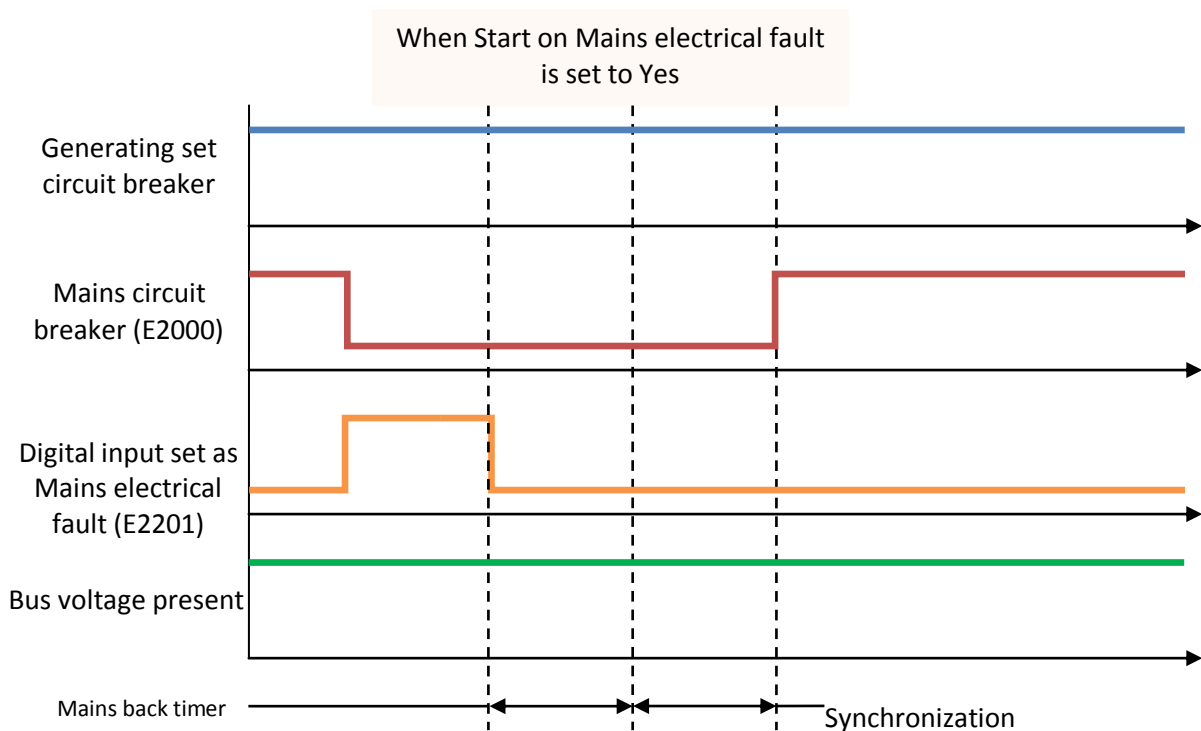 When Start on Mains electrical fault
is set to Yes
Generating set
circuit breaker
Mains circuit
breaker (E2000)
Digital input set as
Mains electrical
fault (E2201)
Bus voltage present
Mains back timer
Synchronization